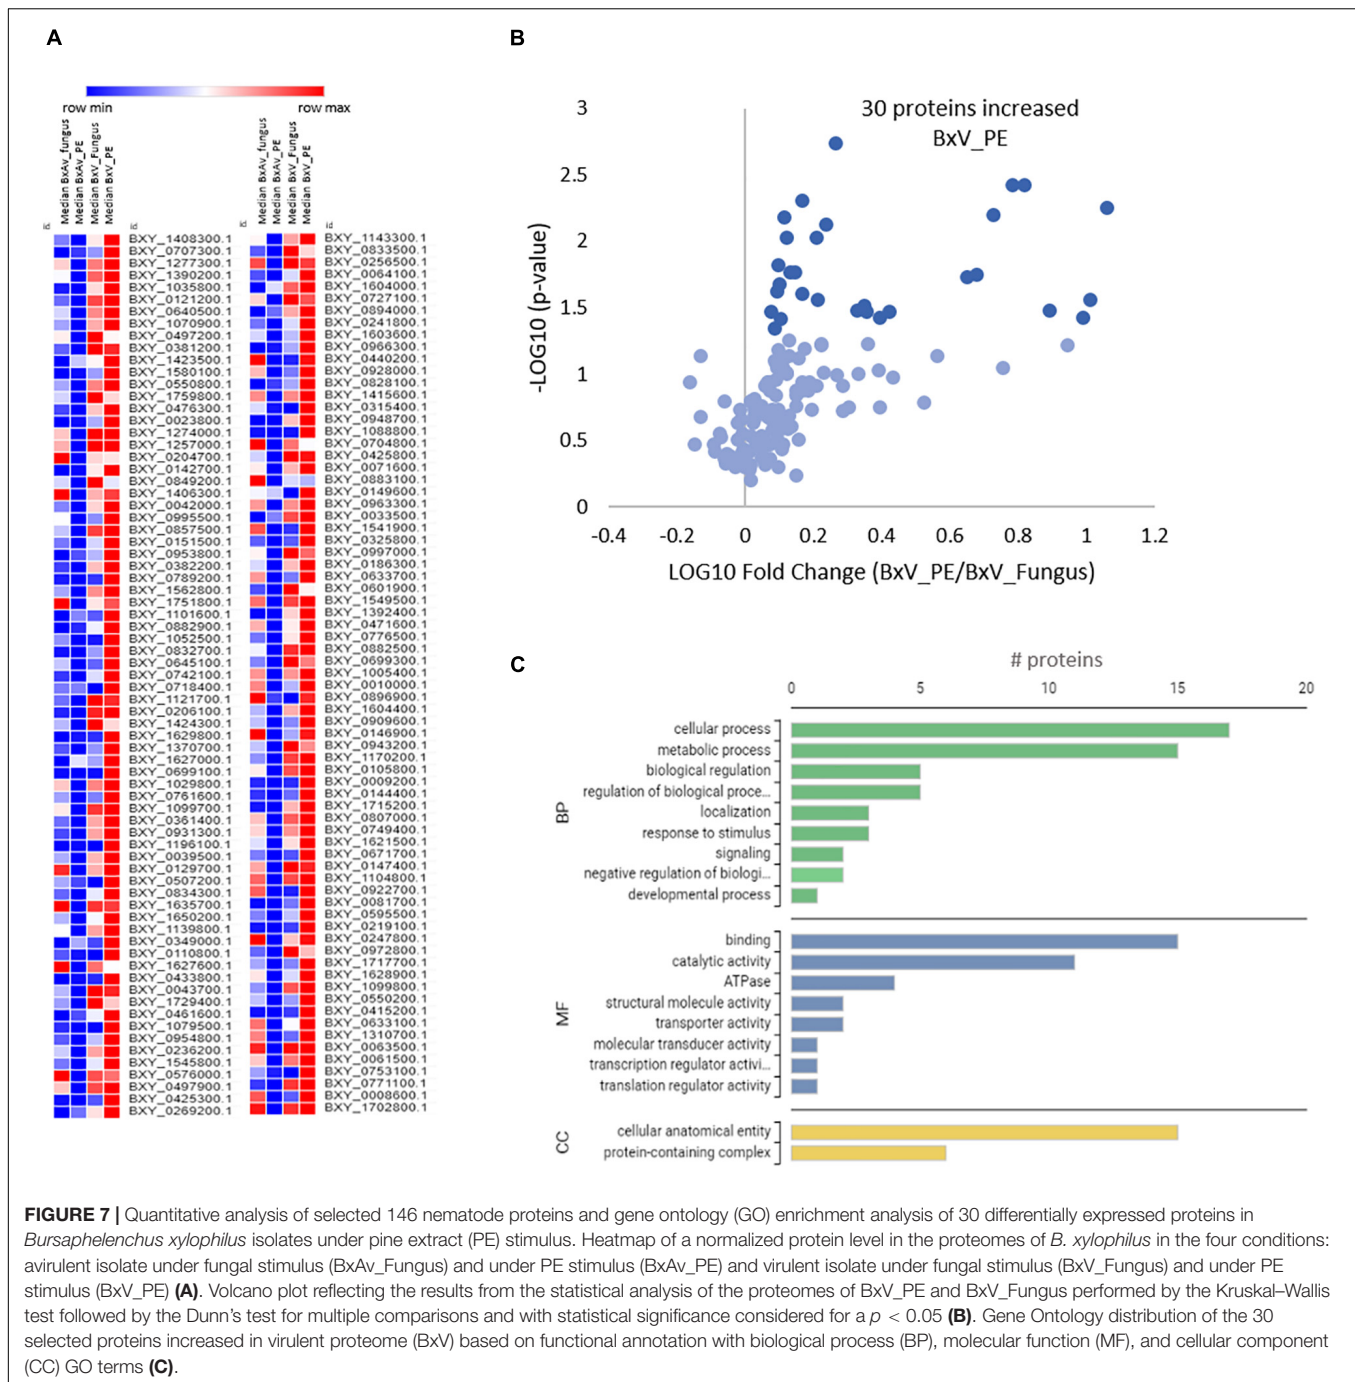 A
row min
row max
id
Median BxAv_fungus
Median BxAv_PE
Median BxV_Fungus
Median BxV_PE
id
BXY_1408300.1
BXY_0707300.1
BXY_1277300.1
BXY_1390200.1
BXY_1035800.1
BXY_0121200.1
BXY_0640500.1
BXY_1070900.1
BXY_0497200.1
BXY_0381200.1
BXY_1423500.1
BXY_1580100.1
BXY_0550800.1
BXY_1759800.1
BXY_0476300.1
BXY_0023800.1
BXY_1274000.1
BXY_1257000.1
BXY_0204700.1
BXY_0142700.1
BXY_0849200.1
BXY_1406300.1
BXY_0042000.1
BXY_0995500.1
BXY_0857500.1
BXY_0151500.1
BXY_0953800.1
BXY_0382200.1
BXY_0789200.1
BXY_1562800.1
BXY_1751800.1
BXY_1101600.1
BXY_0882900.1
BXY_1052500.1
BXY_0832700.1
BXY_0645100.1
BXY_0742100.1
BXY_0718400.1
BXY_1121700.1
BXY_0206100.1
BXY_1424300.1
BXY_1629800.1
BXY_1370700.1
BXY_1627000.1
BXY_0699100.1
BXY_1029800.1
BXY_0761600.1
BXY_1099700.1
BXY_0361400.1
BXY_0931300.1
BXY_1196100.1
BXY_0039500.1
BXY_0129700.1
BXY_0507200.1
BXY_0834300.1
BXY_1635700.1
BXY_1650200.1
BXY_1139800.1
BXY_0349000.1
BXY_0110800.1
BXY_1627600.1
BXY_0433800.1
BXY_0043700.1
BXY_1729400.1
BXY_0461600.1
BXY_1079500.1
BXY_0954800.1
BXY_0236200.1
BXY_1545800.1
BXY_0576000.1
BXY_0497900.1
BXY_0425300.1
BXY_0269200.1
id
Median BxAv_fungus
Median BxAv_PE
Median BxV_Fungus
Median BxV_PE
id
BXY_1143300.1
BXY_0833500.1
BXY_0256500.1
BXY_0064100.1
BXY_1604000.1
BXY_0727100.1
BXY_0894000.1
BXY_0241800.1
BXY_1603600.1
BXY_0966300.1
BXY_0440200.1
BXY_0928000.1
BXY_0828100.1
BXY_1415600.1
BXY_0315400.1
BXY_0948700.1
BXY_1088800.1
BXY_0704800.1
BXY_0425800.1
BXY_0071600.1
BXY_0883100.1
BXY_0149600.1
BXY_0963300.1
BXY_0033500.1
BXY_1541900.1
BXY_0325800.1
BXY_0997000.1
BXY_0186300.1
BXY_0633700.1
BXY_0601900.1
BXY_1549500.1
BXY_1392400.1
BXY_0471600.1
BXY_0776500.1
BXY_0882500.1
BXY_0699300.1
BXY_1005400.1
BXY_0010000.1
BXY_0896900.1
BXY_1604400.1
BXY_0909600.1
BXY_0146900.1
BXY_0943200.1
BXY_1170200.1
BXY_0105800.1
BXY_0009200.1
BXY_0144400.1
BXY_1715200.1
BXY_0807000.1
BXY_0749400.1
BXY_1621500.1
BXY_0671700.1
BXY_0147400.1
BXY_1104800.1
BXY_0922700.1
BXY_0081700.1
BXY_0595500.1
BXY_0219100.1
BXY_0247800.1
BXY_0972800.1
BXY_1717700.1
BXY_1628900.1
BXY_1099800.1
BXY_0550200.1
BXY_0415200.1
BXY_0633100.1
BXY_1310700.1
BXY_0063500.1
BXY_0061500.1
BXY_0753100.1
BXY_0771100.1
BXY_0008600.1
BXY_1702800.1
B
30 proteins increased
BxV_PE
-LOG10 (p-value)
3
2.5
2
1.5
1
0.5
0
-0.4 -0.2 0 0.2 0.4 0.6 0.8 1 1.2
LOG10 Fold Change (BxV_PE/BxV_Fungus)
C
# proteins
0 5 10 15 20
BP
cellular process
metabolic process
biological regulation
regulation of biological proce...
localization
response to stimulus
signaling
negative regulation of biologi...
developmental process
MF
binding
catalytic activity
ATPase
structural molecule activity
transporter activity
molecular transducer activity
transcription regulator activi...
translation regulator activity
CC
cellular anatomical entity
protein-containing complex
FIGURE 7 | Quantitative analysis of selected 146 nematode proteins and gene ontology (GO) enrichment analysis of 30 differentially expressed proteins in
Bursaphelenchus xylophilus isolates under pine extract (PE) stimulus. Heatmap of a normalized protein level in the proteomes of B. xylophilus in the four conditions:
avirulent isolate under fungal stimulus (BxAv_Fungus) and under PE stimulus (BxAv_PE) and virulent isolate under fungal stimulus (BxV_Fungus) and under PE
stimulus (BxV_PE) (A). Volcano plot reflecting the results from the statistical analysis of the proteomes of BxV_PE and BxV_Fungus performed by the Kruskal–Wallis
test followed by the Dunn's test for multiple comparisons and with statistical significance considered for a p < 0.05 (B). Gene Ontology distribution of the 30
selected proteins increased in virulent proteome (BxV) based on functional annotation with biological process (BP), molecular function (MF), and cellular component
(CC) GO terms (C).